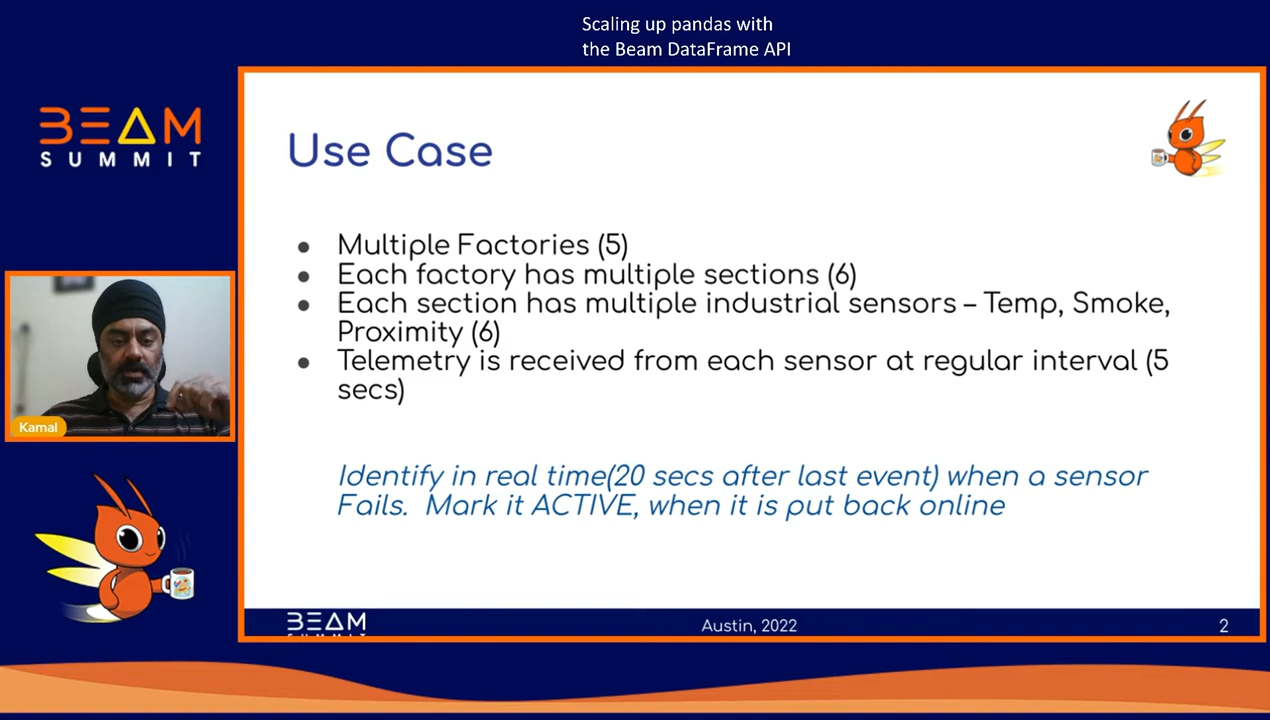 Scaling up pandas with
the Beam DataFrame API
BEAM
SUMMIT
Use Case
● Multiple Factories (5)
● Each factory has multiple sections (6)
● Each section has multiple industrial sensors – Temp, Smoke,
Proximity (6)
● Telemetry is received from each sensor at regular interval (5
secs)
Identify in real time(20 secs after last event) when a sensor
Fails. Mark it ACTIVE, when it is put back online
Kamal
BEAM
SUMMIT
Austin, 2022
2